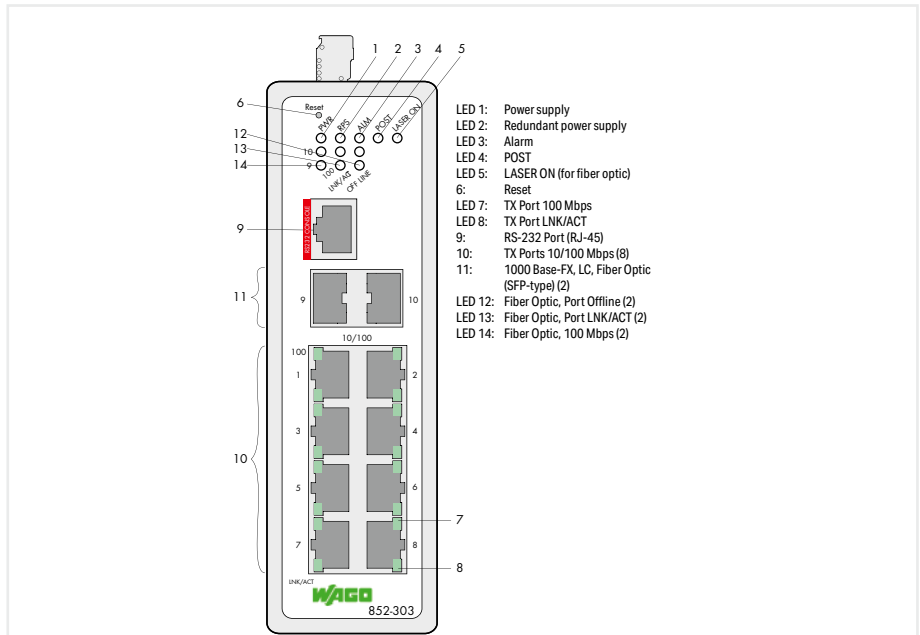 1 2 3 4 5
6
Reset
PWR RPS ALM POST LASER ON
12
13
14
10
9
100 LNK/ACT OFF LINE
9
RS232 CONSOLE
11
9 10
10/100
100
1 2
3 4
10
5 6
7
7 8
8
LNK/ACT
WAGO
852-303
LED 1: Power supply
LED 2: Redundant power supply
LED 3: Alarm
LED 4: POST
LED 5: LASER ON (for fiber optic)
6: Reset
LED 7: TX Port 100 Mbps
LED 8: TX Port LNK/ACT
9: RS-232 Port (RJ-45)
10: TX Ports 10/100 Mbps (8)
11: 1000 Base-FX, LC, Fiber Optic
(SFP-type) (2)
LED 12: Fiber Optic, Port Offline (2)
LED 13: Fiber Optic, Port LNK/ACT (2)
LED 14: Fiber Optic, 100 Mbps (2)